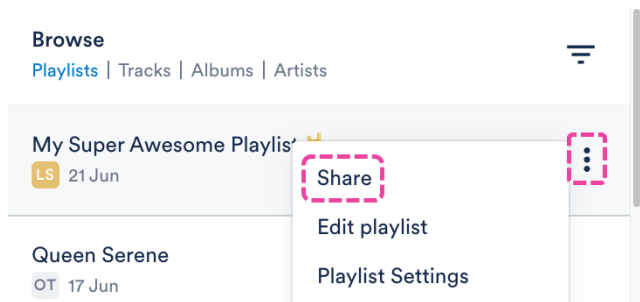 Browse
Playlists | Tracks | Albums | Artists
My Super Awesome Playlist
LS 21 Jun
Share
Edit playlist
Queen Serene
Playlist Settings
OT 17 Jun